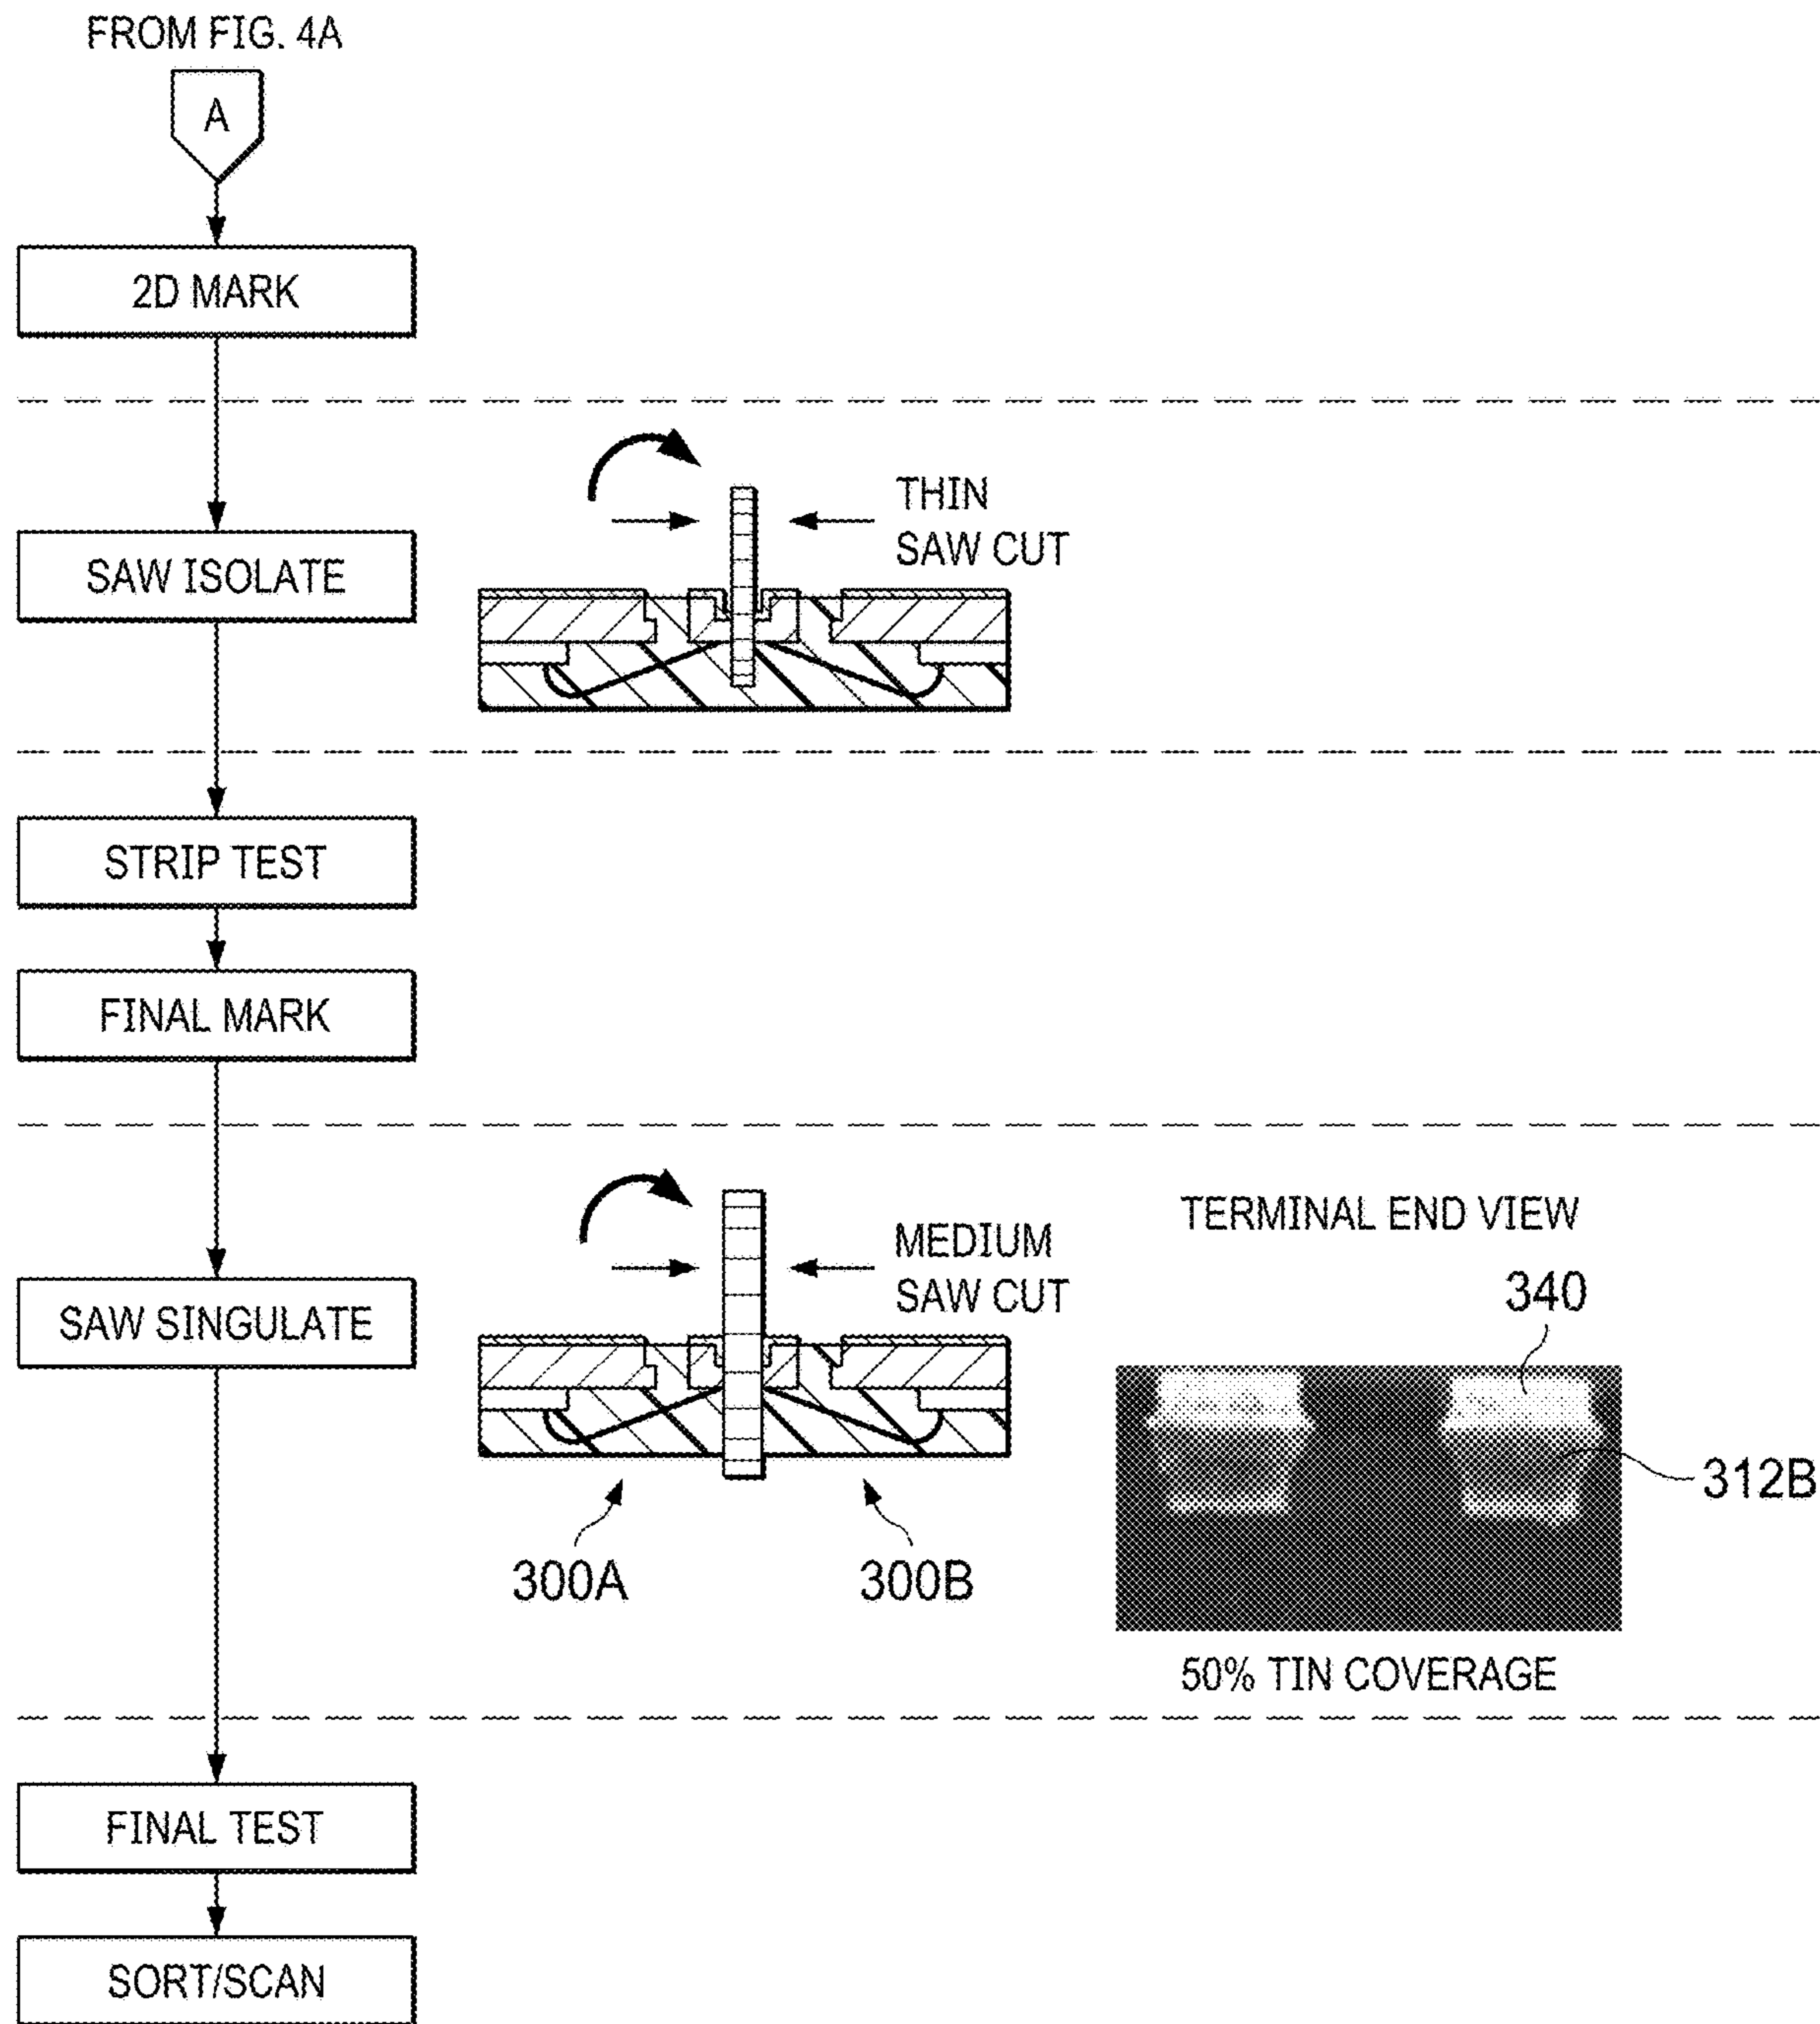 FROM FIG. 4A
A
2D MARK
SAW ISOLATE
THIN
SAW CUT
STRIP TEST
FINAL MARK
SAW SINGULATE
MEDIUM
SAW CUT
TERMINAL END VIEW
340
312B
300A
300B
50% TIN COVERAGE
FINAL TEST
SORT/SCAN